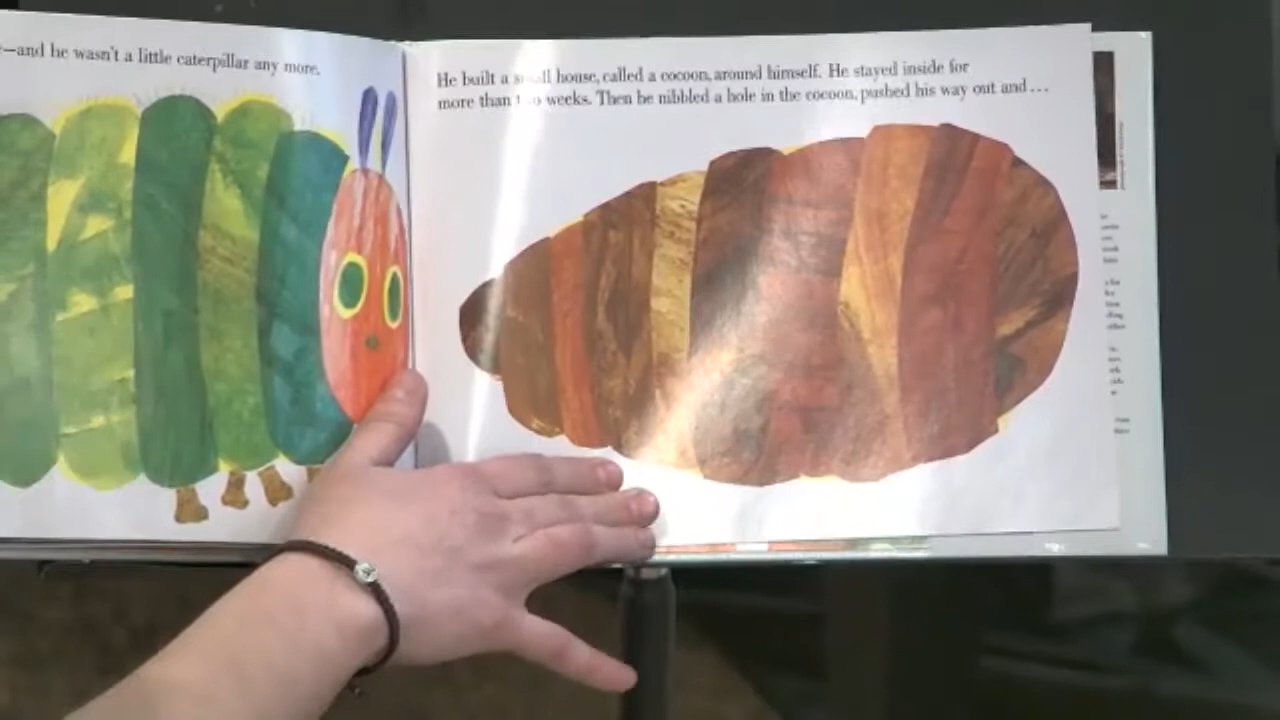 —and he wasn't a little caterpillar any more.
He built a small house, called a cocoon, around himself. He stayed inside for
more than two weeks. Then he nibbled a hole in the cocoon, pushed his way out and...